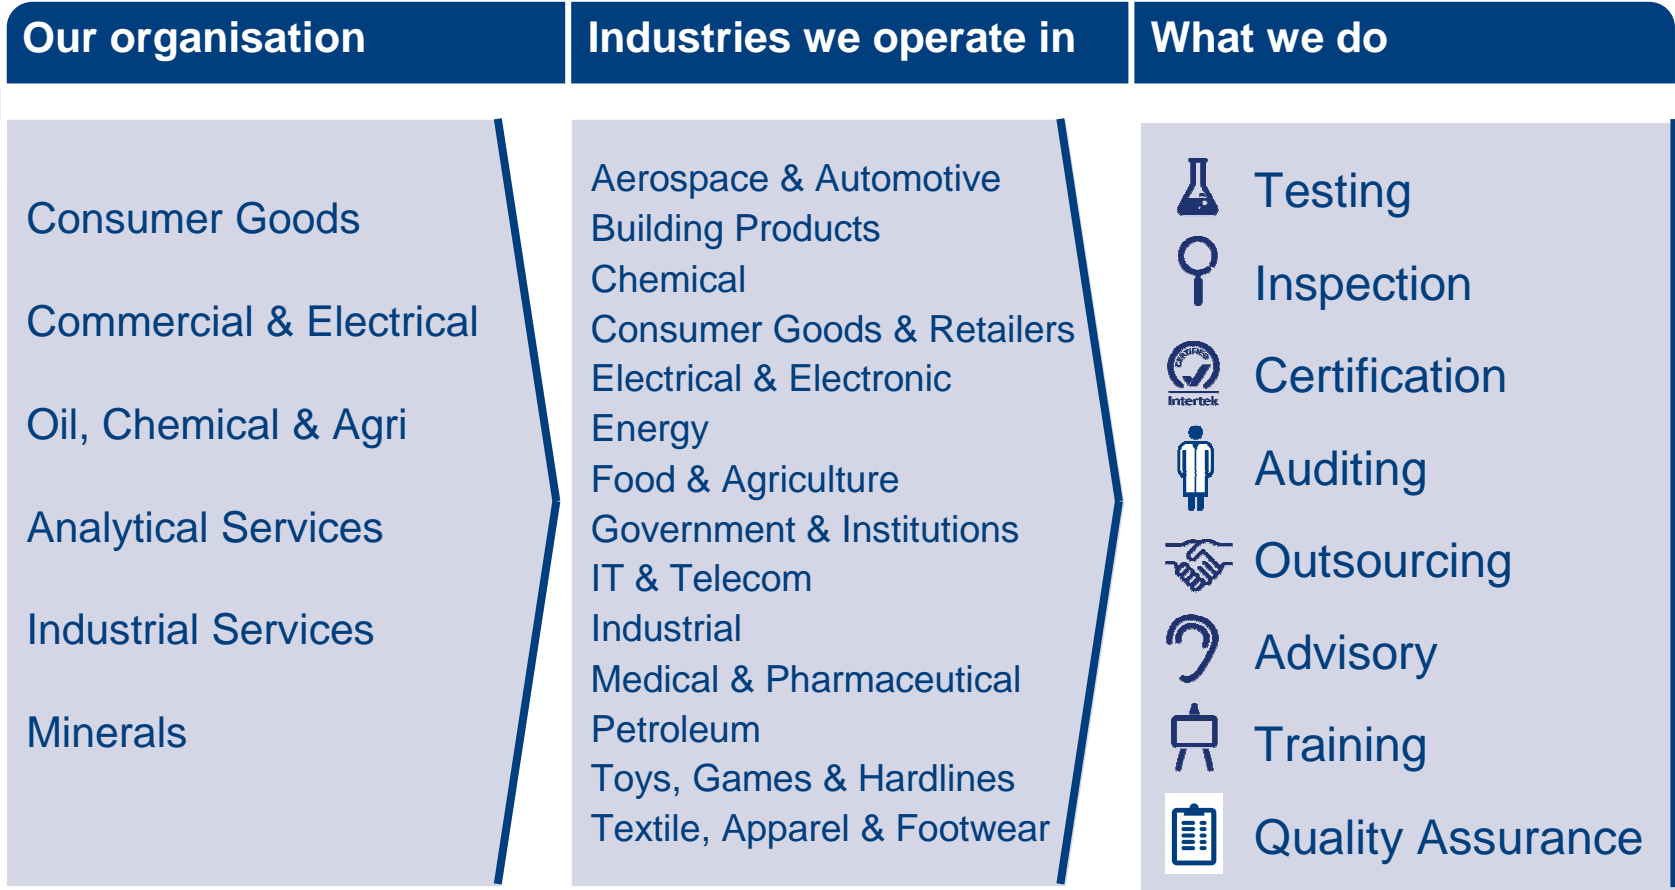 Our organisation
Industries we operate in
What we do
Consumer Goods
Commercial & Electrical
Oil, Chemical & Agri
Analytical Services
Industrial Services
Minerals
Aerospace & Automotive
Building Products
Chemical
Consumer Goods & Retailers
Electrical & Electronic
Energy
Food & Agriculture
Government & Institutions
IT & Telecom
Industrial
Medical & Pharmaceutical
Petroleum
Toys, Games & Hardlines
Textile, Apparel & Footwear
Testing
Inspection
CERTIFIED
Intertek
Certification
Auditing
Outsourcing
Advisory
Training
Quality Assurance